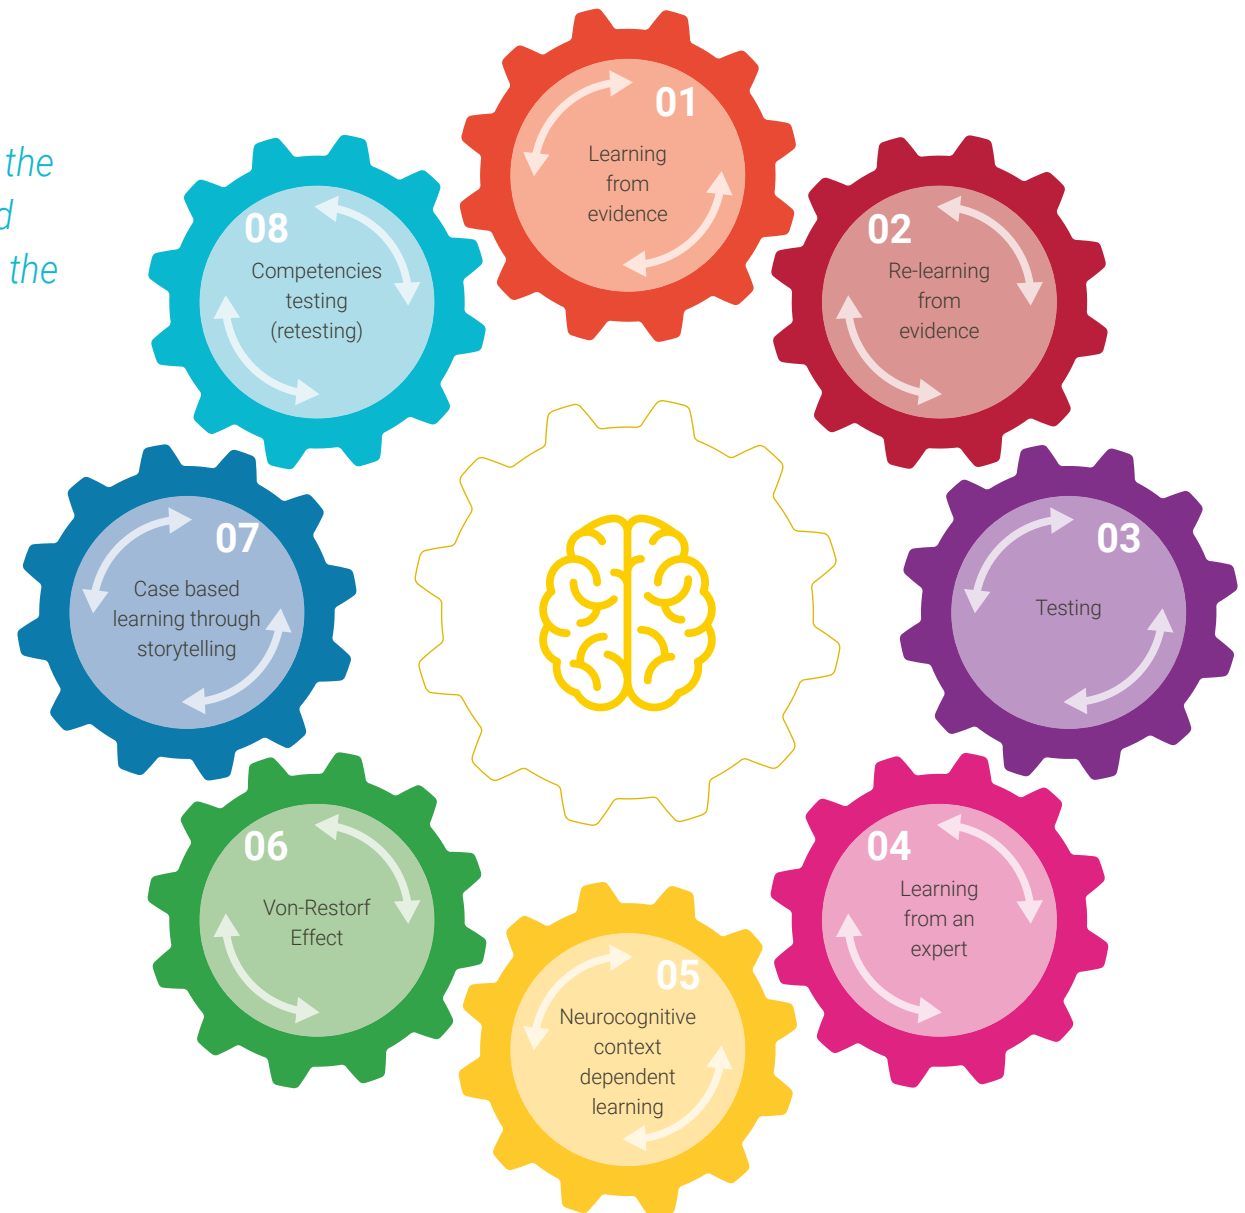 the
d
the
01
Learning
from
evidence
02
Re-learning
from
evidence
03
Testing
04
Learning
from an
expert
05
Neurocognitive
context
dependent
learning
06
Von-Restorf
Effect
07
Case based
learning through
storytelling
08
Competencies
testing
(retesting)